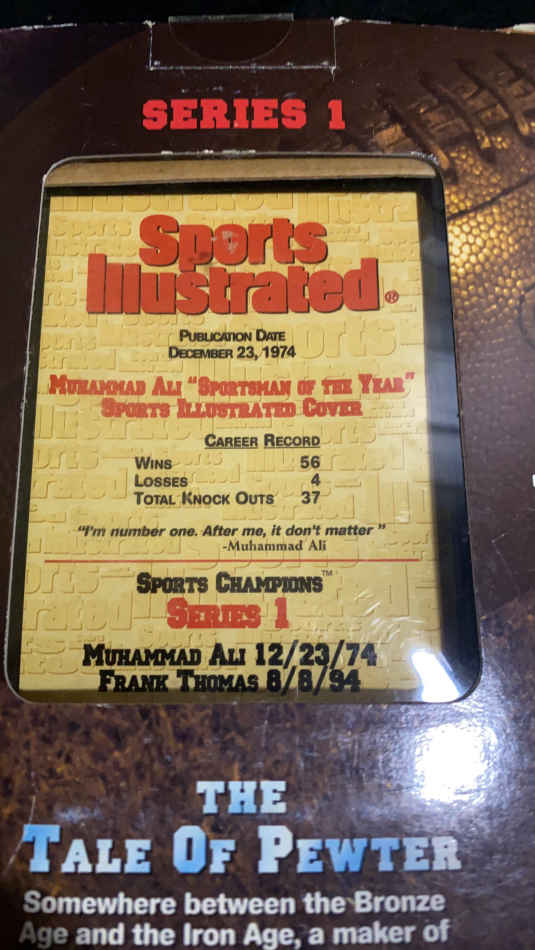 SERIES 1
Sports
Illustrated®
PUBLICATION DATE
DECEMBER 23, 1974
MUHAMMAD ALI "SPORTSMAN OF THE YEAR"
SPORTS ILLUSTRATED COVER
CAREER RECORD
WINS 56
LOSSES 4
TOTAL KNOCK OUTS 37
"I'm number one. After me, it don't matter "
-Muhammad Ali
SPORTS CHAMPIONS™
SERIES 1
MUHAMMAD ALI 12/23/74
FRANK THOMAS 8/8/94
THE
TALE OF PEWTER
Somewhere between the Bronze
Age and the Iron Age, a maker of